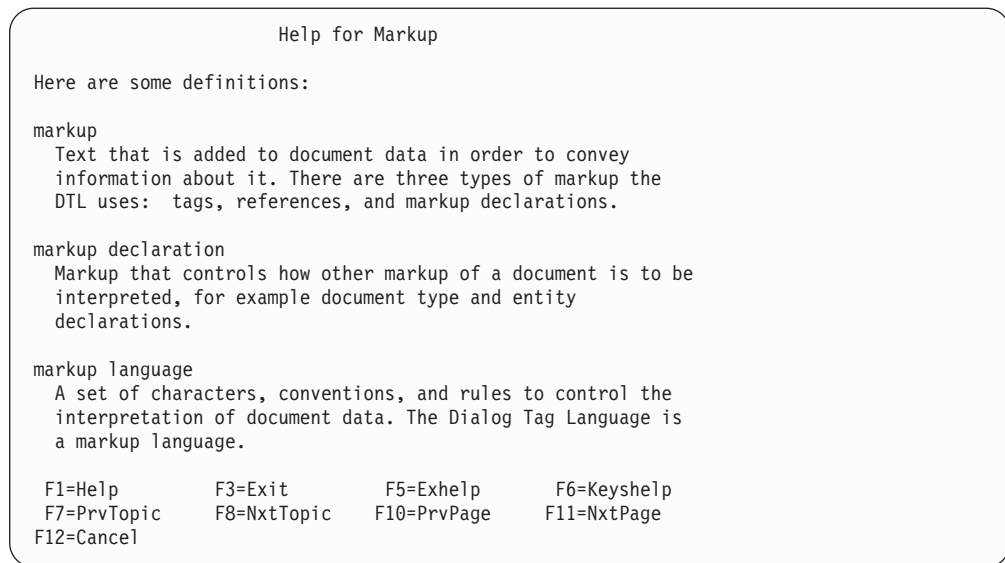 Help for Markup
Here are some definitions:
markup
Text that is added to document data in order to convey
information about it. There are three types of markup the
DTL uses:  tags, references, and markup declarations.
markup declaration
Markup that controls how other markup of a document is to be
interpreted, for example document type and entity
declarations.
markup language
A set of characters, conventions, and rules to control the
interpretation of document data. The Dialog Tag Language is
a markup language.
F1=Help F3=Exit F5=Exhelp F6=Keyshelp
F7=PrvTopic F8=NxtTopic F10=PrvPage F11=NxtPage
F12=Cancel